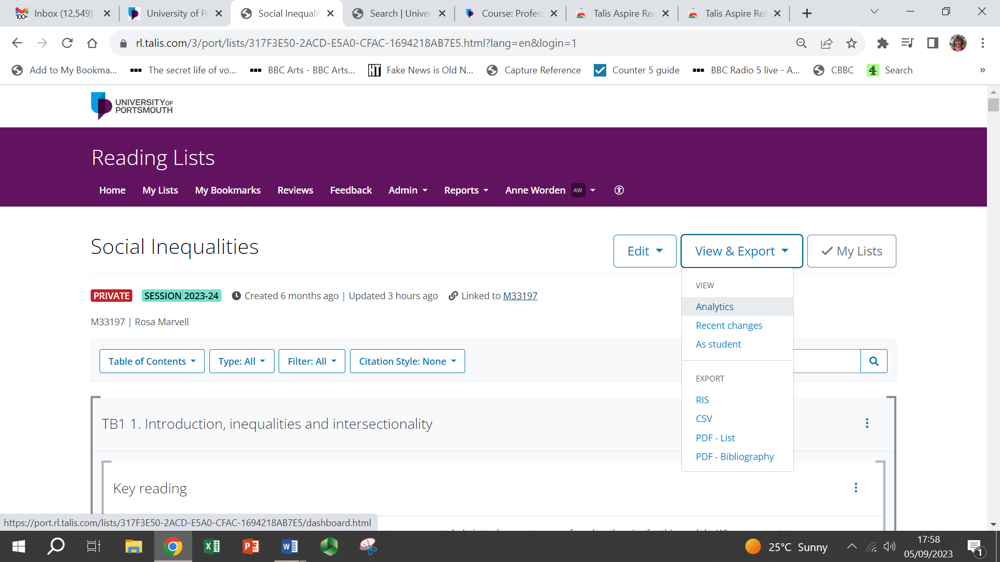 Inbox (12,549)
University of Po
Social Inequalit
Search | Univer
Course: Profess
Talis Aspire Rea
Talis Aspire Rea
rl.talis.com/3/port/lists/317F3E50-2ACD-E5A0-CFAC-1694218AB7E5.html?lang=en&login=1
Add to My Bookma...
The secret life of vo...
BBC Arts - BBC Arts...
Fake News is Old N...
Capture Reference
Counter 5 guide
BBC Radio 5 live - A...
CBBC
Search
»
UNIVERSITY OF
PORTSMOUTH
Reading Lists
Home My Lists My Bookmarks Reviews Feedback Admin Reports Anne Worden AW
Social Inequalities
Edit
View & Export
My Lists
PRIVATE SESSION 2023-24 Created 6 months ago | Updated 3 hours ago Linked to M33197
M33197 | Rosa Marvell
Table of Contents Type: All Filter: All Citation Style: None
VIEW
Analytics
Recent changes
As student
EXPORT
RIS
CSV
PDF - List
PDF - Bibliography
TB1 1. Introduction, inequalities and intersectionality
Key reading
https://port.rl.talis.com/lists/317F3E50-2ACD-E5A0-CFAC-1694218AB7E5/dashboard.html
25°C Sunny
17:58
05/09/2023
1